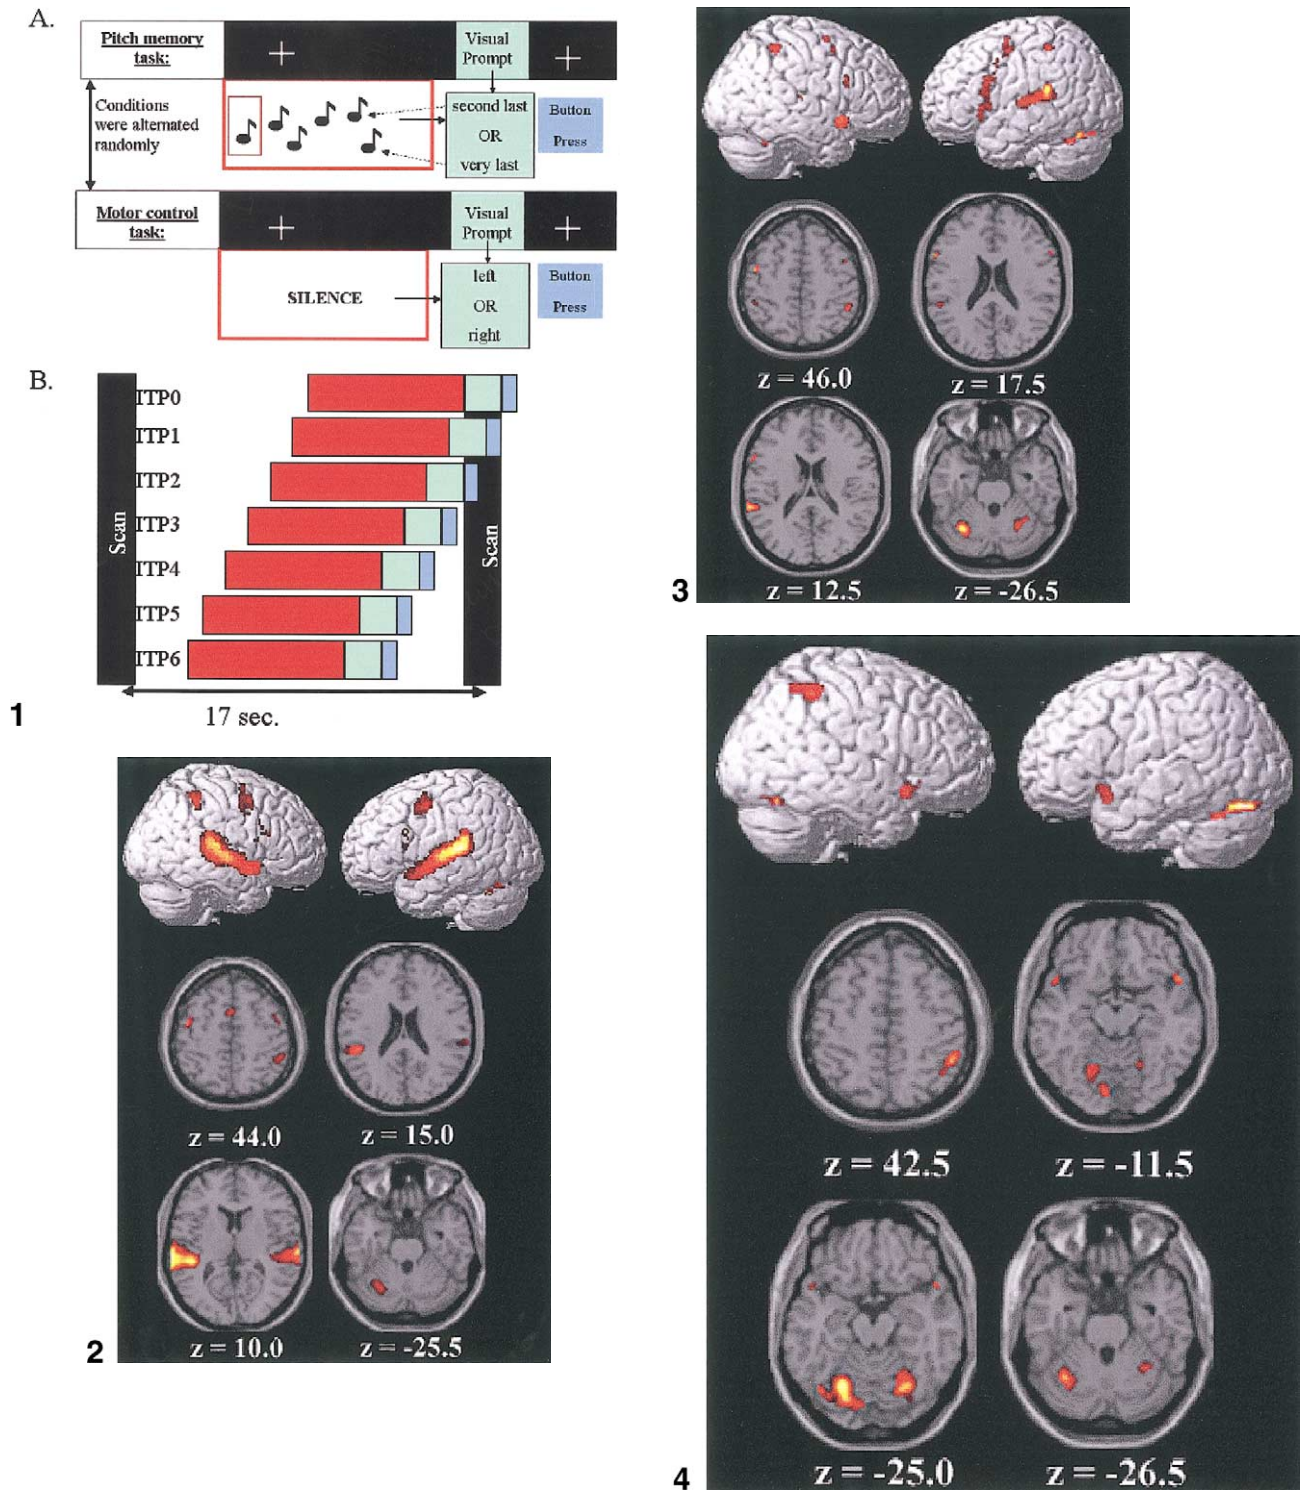 A.
Pitch memory
task:
Visual
Prompt
Conditions
were alternated
randomly
second last
OR
very last
Button
Press
Motor control
task:
Visual
Prompt
SILENCE
left
OR
right
Button
Press
B.
Scan
ITP0
ITP1
ITP2
ITP3
ITP4
ITP5
ITP6
Scan
17 sec.
1
z = 44.0
z = 15.0
z = 10.0
z = -25.5
2
z = 46.0
z = 17.5
z = 12.5
z = -26.5
3
z = 42.5
z = -11.5
z = -25.0
z = -26.5
4